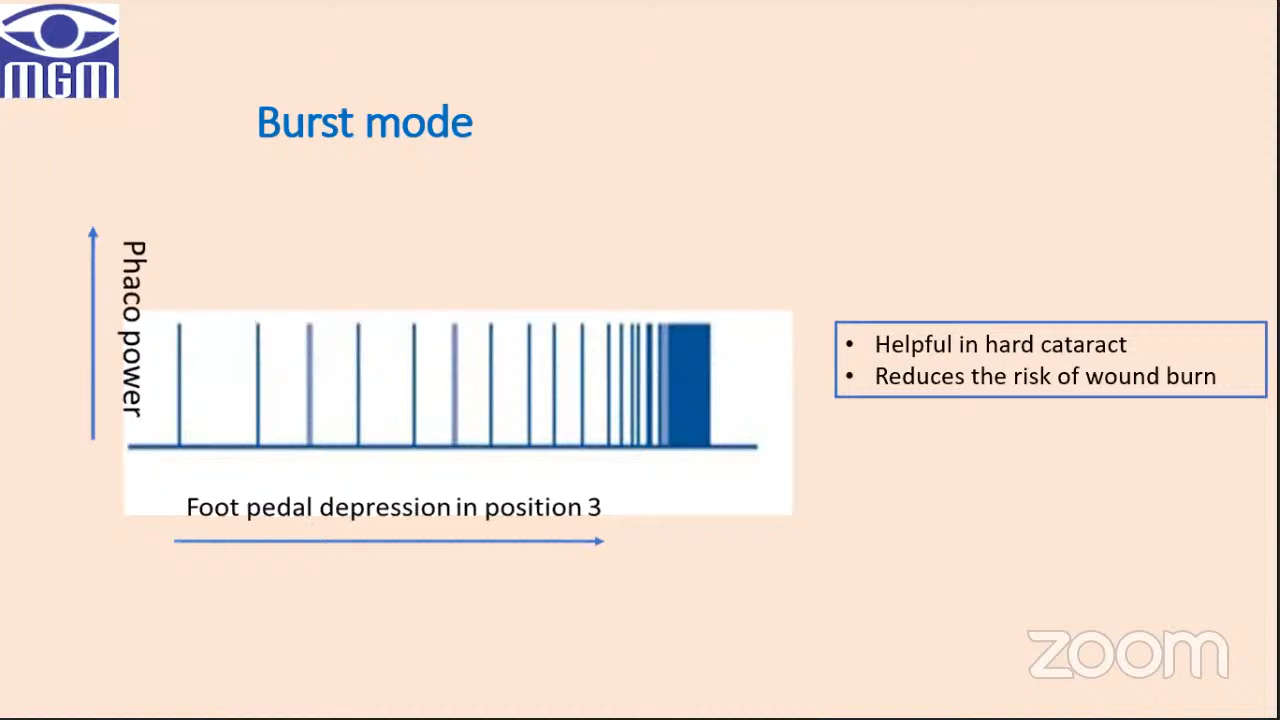 MGM
Burst mode
Phaco power
• Helpful in hard cataract
• Reduces the risk of wound burn
Foot pedal depression in position 3
zoom